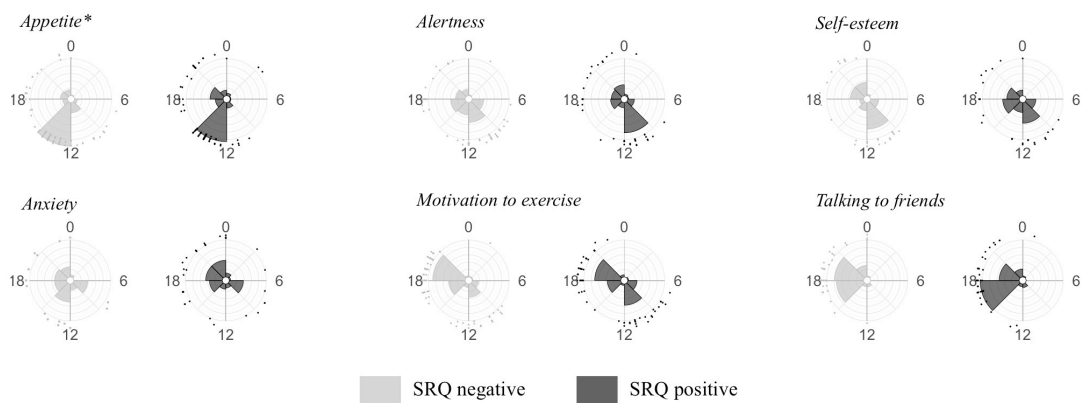 Appetite* Alertness Self-esteem
0 0 0 0 0 0
18 6 18 6 18 6 18 6 18 6 18 6
12 12 12 12 12 12
Anxiety Motivation to exercise Talking to friends
0 0 0 0 0 0
18 6 18 6 18 6 18 6 18 6 18 6
12 12 12 12 12 12
SRQ negative SRQ positive